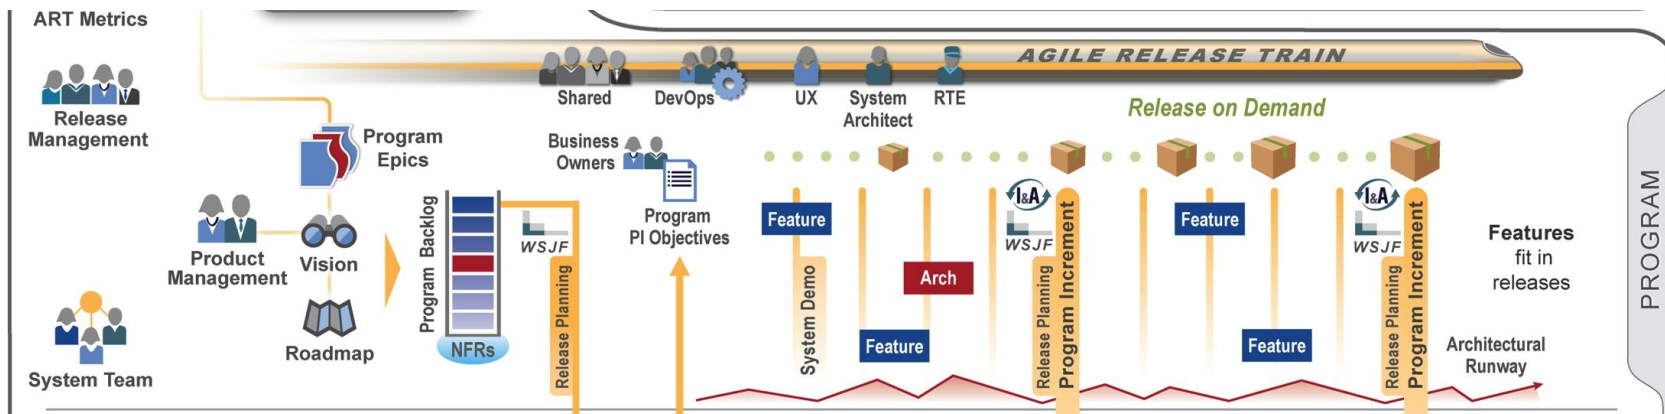 ART Metrics
Release
Management
AGILE RELEASE TRAIN
Shared
DevOps
UX
System
Architect
RTE
Release on Demand
Program
Epics
Business
Owners
Product
Management
Vision
Roadmap
System Team
Program Backlog
NFRs
WSJF
Release Planning
Program
PI Objectives
Feature
System Demo
Feature
Arch
I&A
WSJF
Release Planning
Program Increment
Feature
Feature
I&A
WSJF
Release Planning
Program Increment
Features
fit in
releases
Architectural
Runway
PROGRAM